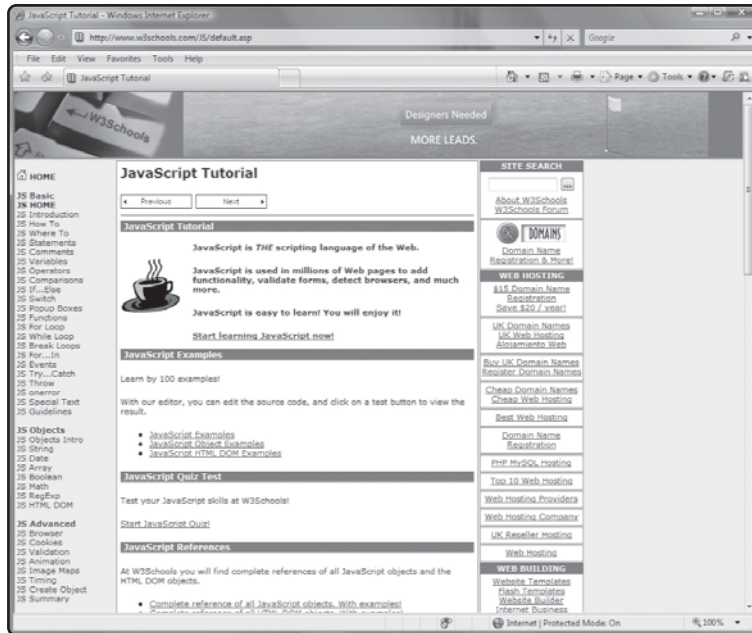 JavaScript Tutorial - Windows Internet Explorer
http://www.w3schools.com/JS/default.asp
Google
File Edit View Favorites Tools Help
JavaScript Tutorial
Page Tools
W3Schools
Designers Needed
MORE LEADS.
HOME
JS Basic
JS HOME
JS Introduction
JS How To
JS Where To
JS Statements
JS Comments
JS Variables
JS Operators
JS Comparisons
JS If...Else
JS Switch
JS Popup Boxes
JS Functions
JS For Loop
JS While Loop
JS Break Loops
JS For...In
JS Events
JS Try...Catch
JS Throw
JS onerror
JS Special Text
JS Guidelines
JS Objects
JS Objects Intro
JS String
JS Date
JS Array
JS Boolean
JS Math
JS RegExp
JS HTML DOM
JS Advanced
JS Browser
JS Cookies
JS Validation
JS Animation
JS Image Maps
JS Timing
JS Create Object
JS Summary
JavaScript Tutorial
Previous Next
JavaScript Tutorial
JavaScript is THE scripting language of the Web.
JavaScript is used in millions of Web pages to add
functionality, validate forms, detect browsers, and much
more.
JavaScript is easy to learn! You will enjoy it!
Start learning JavaScript now!
JavaScript Examples
Learn by 100 examples!
With our editor, you can edit the source code, and click on a test button to view the
result.
JavaScript Examples
JavaScript Object Examples
JavaScript HTML DOM Examples
JavaScript Quiz Test
Test your JavaScript skills at W3Schools!
Start JavaScript Quiz!
JavaScript References
At W3Schools you will find complete references of all JavaScript objects and the
HTML DOM objects.
Complete reference of all JavaScript objects. With examples!
Complete reference of all HTML DOM objects. With examples!
SITE SEARCH
About W3Schools
W3Schools Forum
DOMAINS
Domain Name
Registration & More!
WEB HOSTING
$15 Domain Name
Registration
Save $20 / year!
UK Domain Names
UK Web Hosting
Alojamiento Web
Buy UK Domain Names
Register Domain Names
Cheap Domain Names
Cheap Web Hosting
Best Web Hosting
Domain Name
Registration
PHP MySQL Hosting
Top 10 Web Hosting
Web Hosting Providers
Web Hosting Company
UK Reseller Hosting
Web Hosting
WEB BUILDING
Website Templates
Flash Templates
Website Builder
Internet Business
Internet | Protected Mode: On
100%